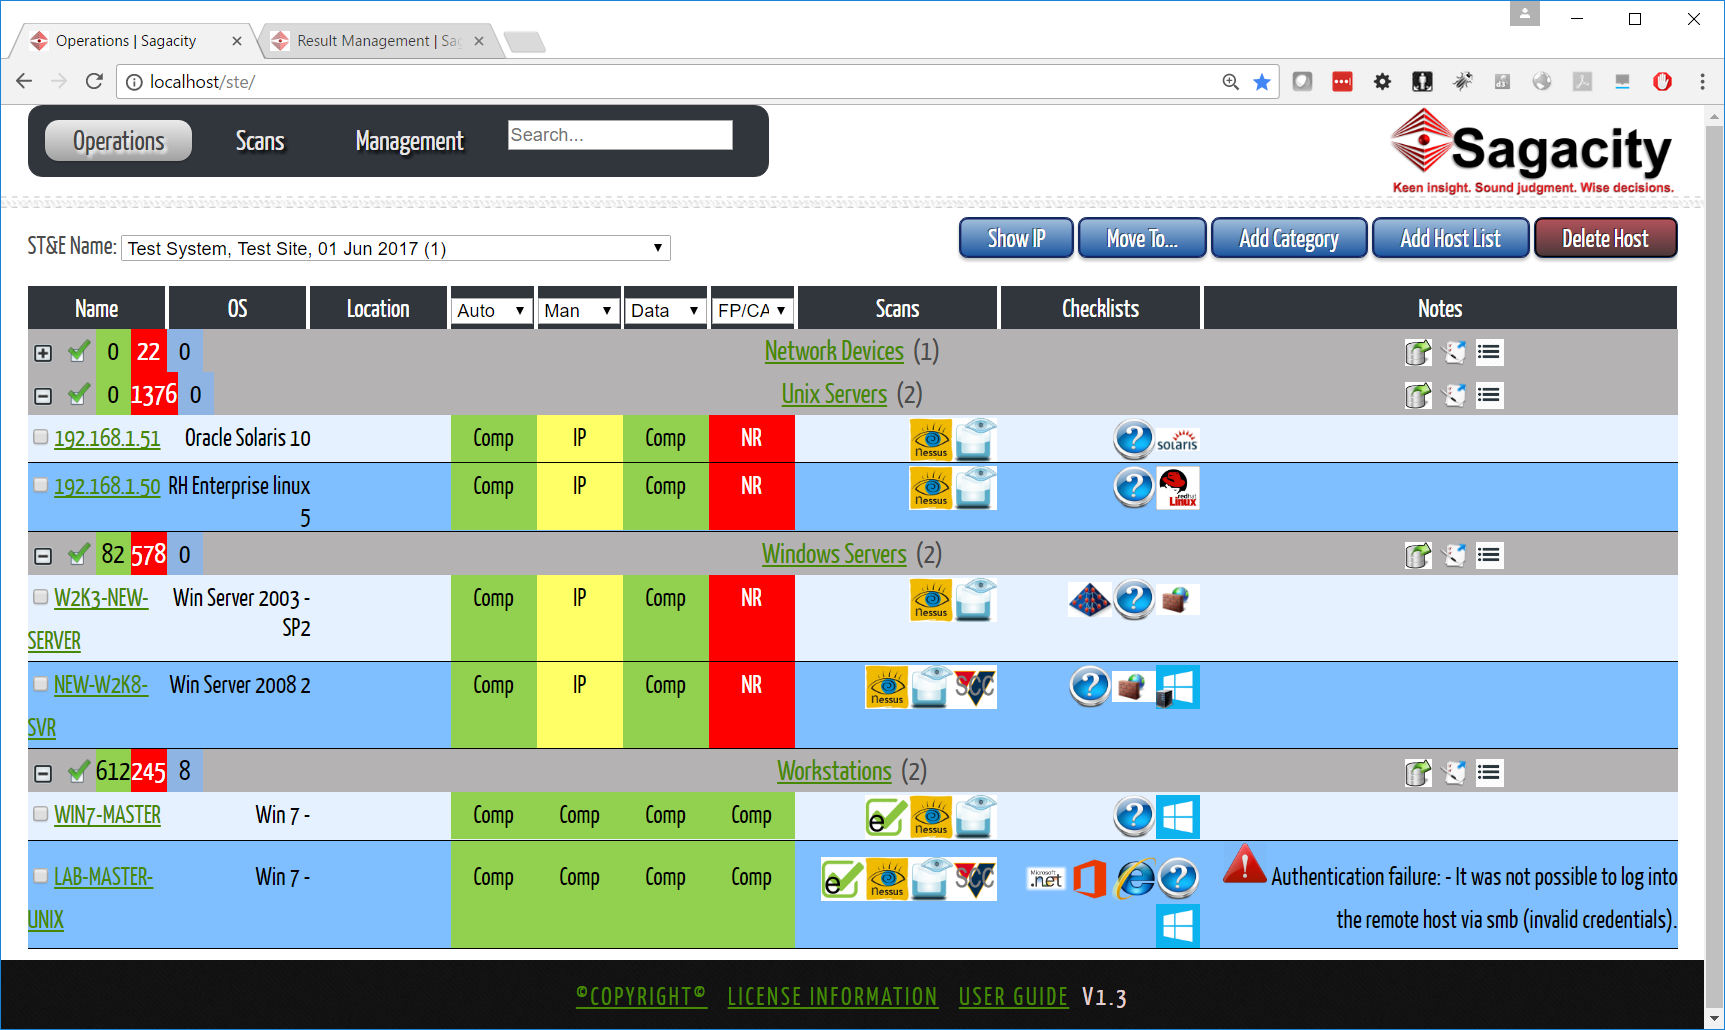 Operations | Sagacity
Result Management | Sag
localhost/ste/
Operations Scans Management Search...
Sagacity
Keen insight. Sound judgment. Wise decisions.
ST&E Name: Test System, Test Site, 01 Jun 2017 (1)
Show IP Move To... Add Category Add Host List Delete Host
Name OS Location Auto Man Data FP/CA Scans Checklists Notes
0 22 0 Network Devices (1)
0 1376 0 Unix Servers (2)
192.168.1.51 Oracle Solaris 10 Comp IP Comp NR Nessus solaris
192.168.1.50 RH Enterprise linux Comp IP Comp NR Nessus redhat Linux
5
82 578 0 Windows Servers (2)
W2K3-NEW- Win Server 2003 - Comp IP Comp NR Nessus
SERVER SP2
NEW-W2K8- Win Server 2008 2 Comp IP Comp NR Nessus SCC
SVR
612 245 8 Workstations (2)
WIN7-MASTER Win 7 - Comp Comp Comp Comp e Nessus
LAB-MASTER- Win 7 - Comp Comp Comp Comp e Nessus SCC Microsoft .net Authentication failure: - It was not possible to log into
UNIX the remote host via smb (invalid credentials).
©COPYRIGHT© LICENSE INFORMATION USER GUIDE V1.3